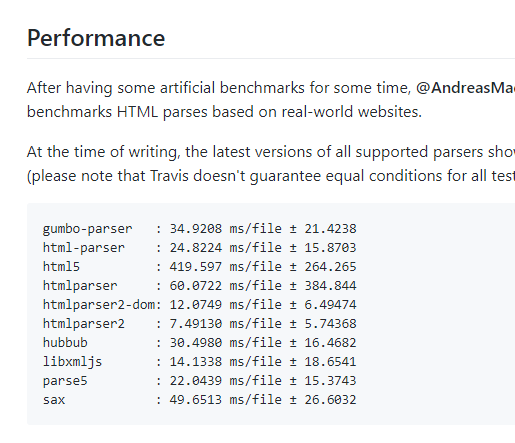 Performance
After having some artificial benchmarks for some time, @AndreasMa
benchmarks HTML parses based on real-world websites.
At the time of writing, the latest versions of all supported parsers sho
(please note that Travis doesn't guarantee equal conditions for all test
gumbo-parser   : 34.9208 ms/file ± 21.4238
html-parser    : 24.8224 ms/file ± 15.8703
html5          : 419.597 ms/file ± 264.265
htmlparser     : 60.0722 ms/file ± 384.844
htmlparser2-dom: 12.0749 ms/file ± 6.49474
htmlparser2    : 7.49130 ms/file ± 5.74368
hubbub         : 30.4980 ms/file ± 16.4682
libxmljs       : 14.1338 ms/file ± 18.6541
parse5         : 22.0439 ms/file ± 15.3743
sax            : 49.6513 ms/file ± 26.6032